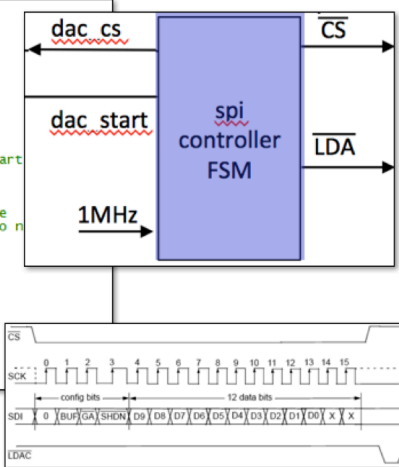 dac_cs
CS
dac_start
spi
controller
FSM
LDA
1MHz
art
e
o n
CS
0 1 2 3 4 5 6 7 8 9 10 11 12 13 14 15
SCK
config bits
12 data bits
SDI
0 BUF GA SHDN D9 D8 D7 D6 D5 D4 D3 D2 D1 D0 X X
LDAC